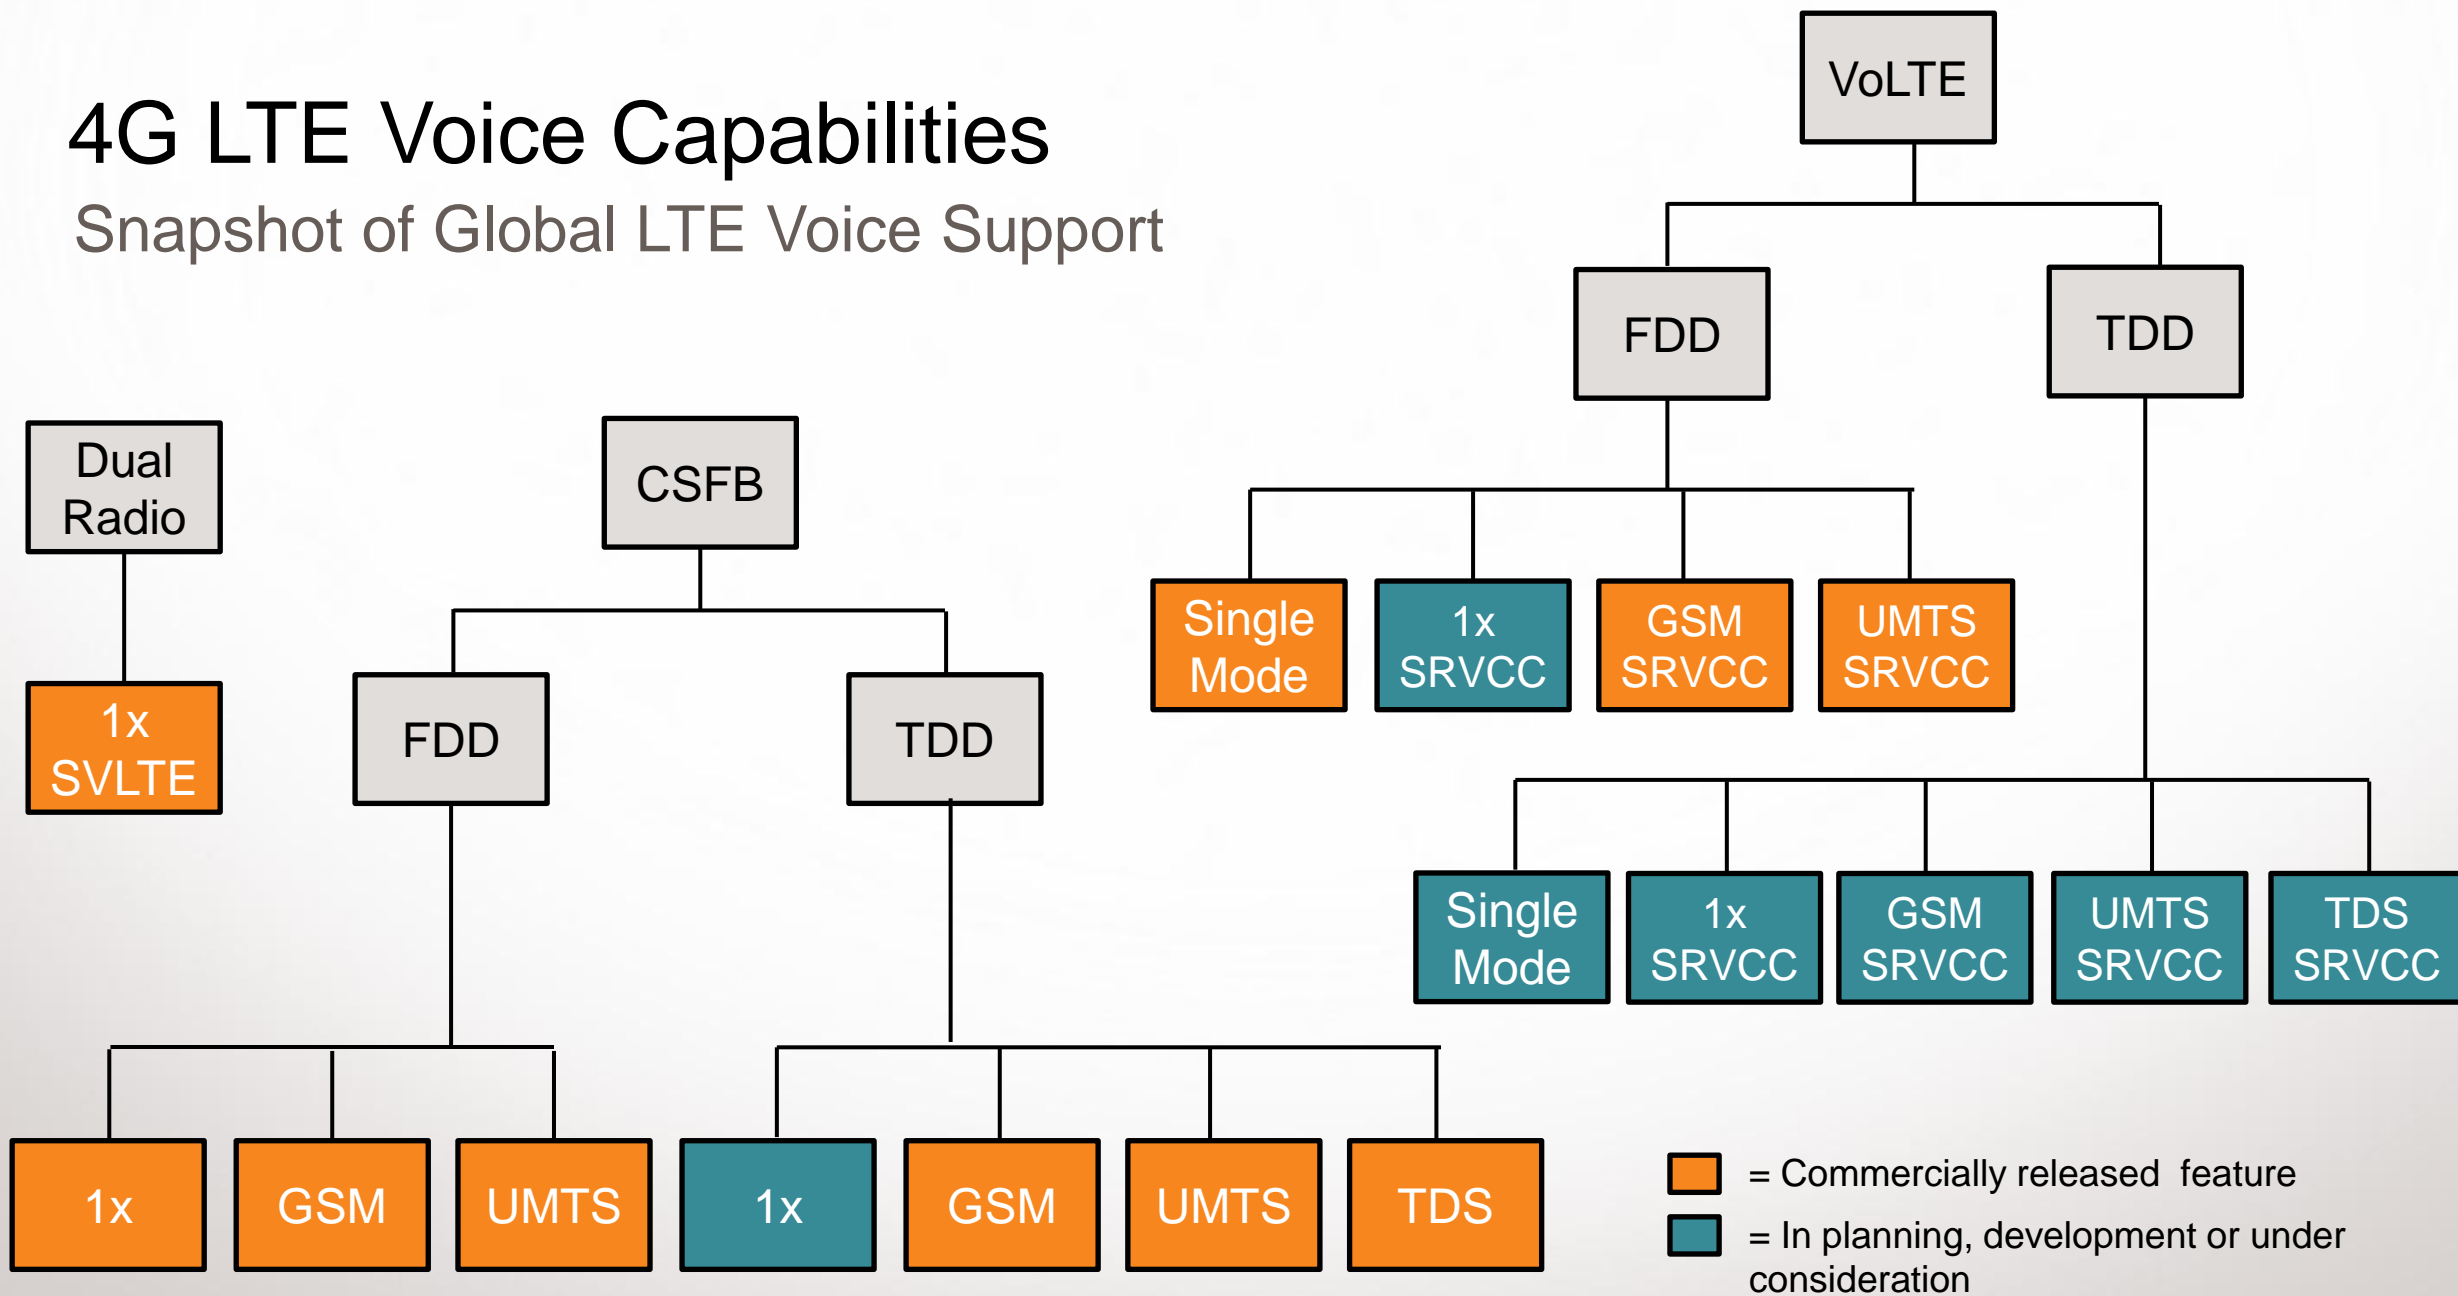 4G LTE Voice Capabilities
Snapshot of Global LTE Voice Support
VoLTE
FDD
TDD
Single
Mode
1x
SRVCC
GSM
SRVCC
UMTS
SRVCC
Single
Mode
1x
SRVCC
GSM
SRVCC
UMTS
SRVCC
TDS
SRVCC
Dual
Radio
1x
SVLTE
CSFB
FDD
TDD
1x
GSM
UMTS
1x
GSM
UMTS
TDS
= Commercially released feature
= In planning, development or under
consideration